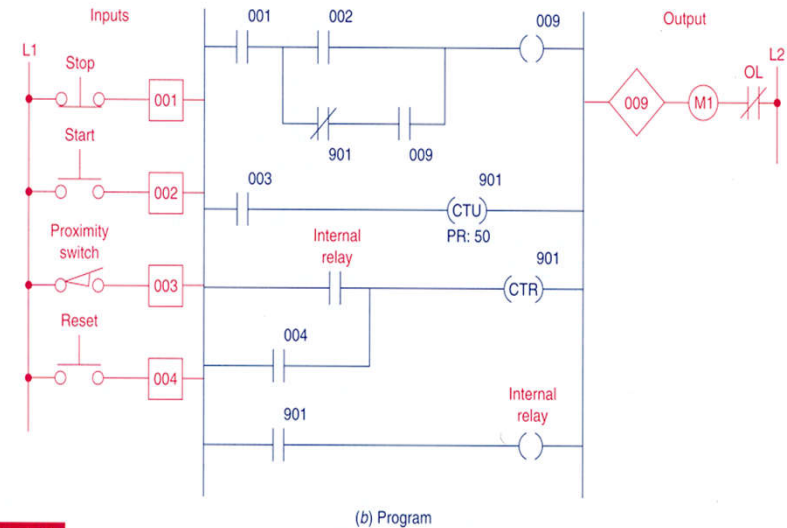 Inputs
Output
L1
L2
001
002
009
Stop
001
OL
009
M1
Start
901
009
002
003
901
CTU
PR: 50
Proximity
switch
Internal
relay
901
003
CTR
Reset
004
004
Internal
relay
901
(b) Program